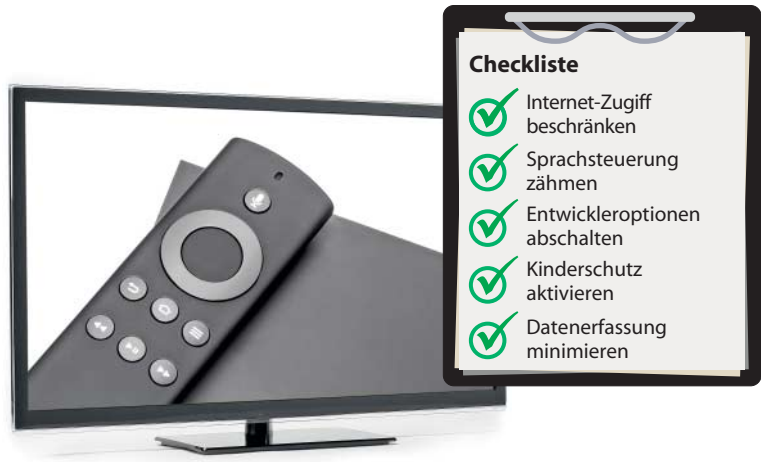 Checkliste
Internet-Zugiff
beschränken
Sprachsteuerung
zähmen
Entwickleroptionen
abschalten
Kinderschutz
aktivieren
Datenerfassung
minimieren